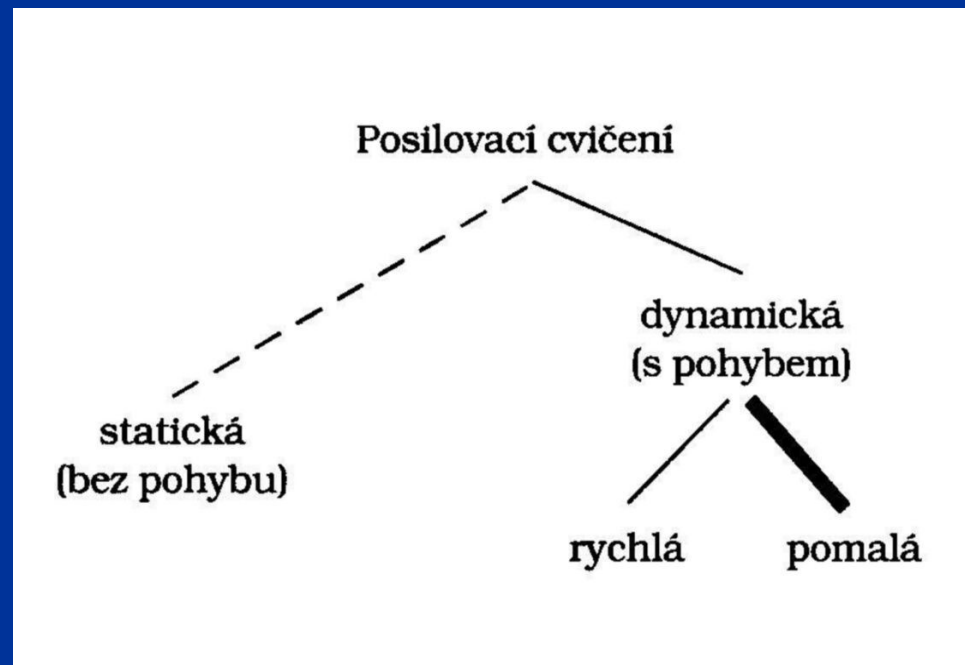 Posilovací cvičení
dynamická
(s pohybem)
statická
(bez pohybu)
rychlá
pomalá